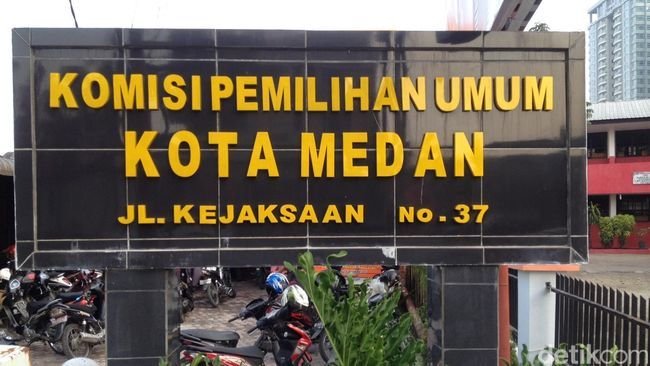 KOMISI PEMILIHAN UMUM
KOTA MEDAN
JL. KEJAKSAAN No. 37
detikcom